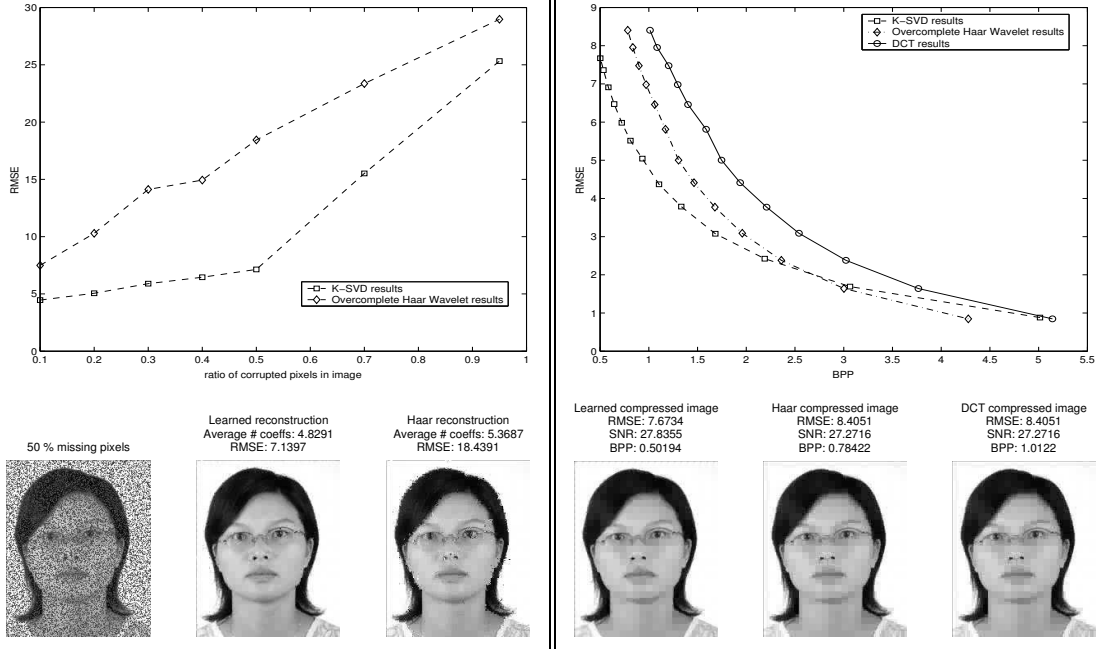 30
25
20
15
10
5
0
RMSE
K−SVD results
Overcomplete Haar Wavelet results
0.1 0.2 0.3 0.4 0.5 0.6 0.7 0.8 0.9 1
ratio of corrupted pixels in image
50 % missing pixels
Learned reconstruction
Average # coeffs: 4.8291
RMSE: 7.1397
Haar reconstruction
Average # coeffs: 5.3687
RMSE: 18.4391
9
8
7
6
5
4
3
2
1
0
RMSE
K−SVD results
Overcomplete Haar Wavelet results
DCT results
0.5 1 1.5 2 2.5 3 3.5 4 4.5 5 5.5
BPP
Learned compressed image
RMSE: 7.6734
SNR: 27.8355
BPP: 0.50194
Haar compressed image
RMSE: 8.4051
SNR: 27.2716
BPP: 0.78422
DCT compressed image
RMSE: 8.4051
SNR: 27.2716
BPP: 1.0122